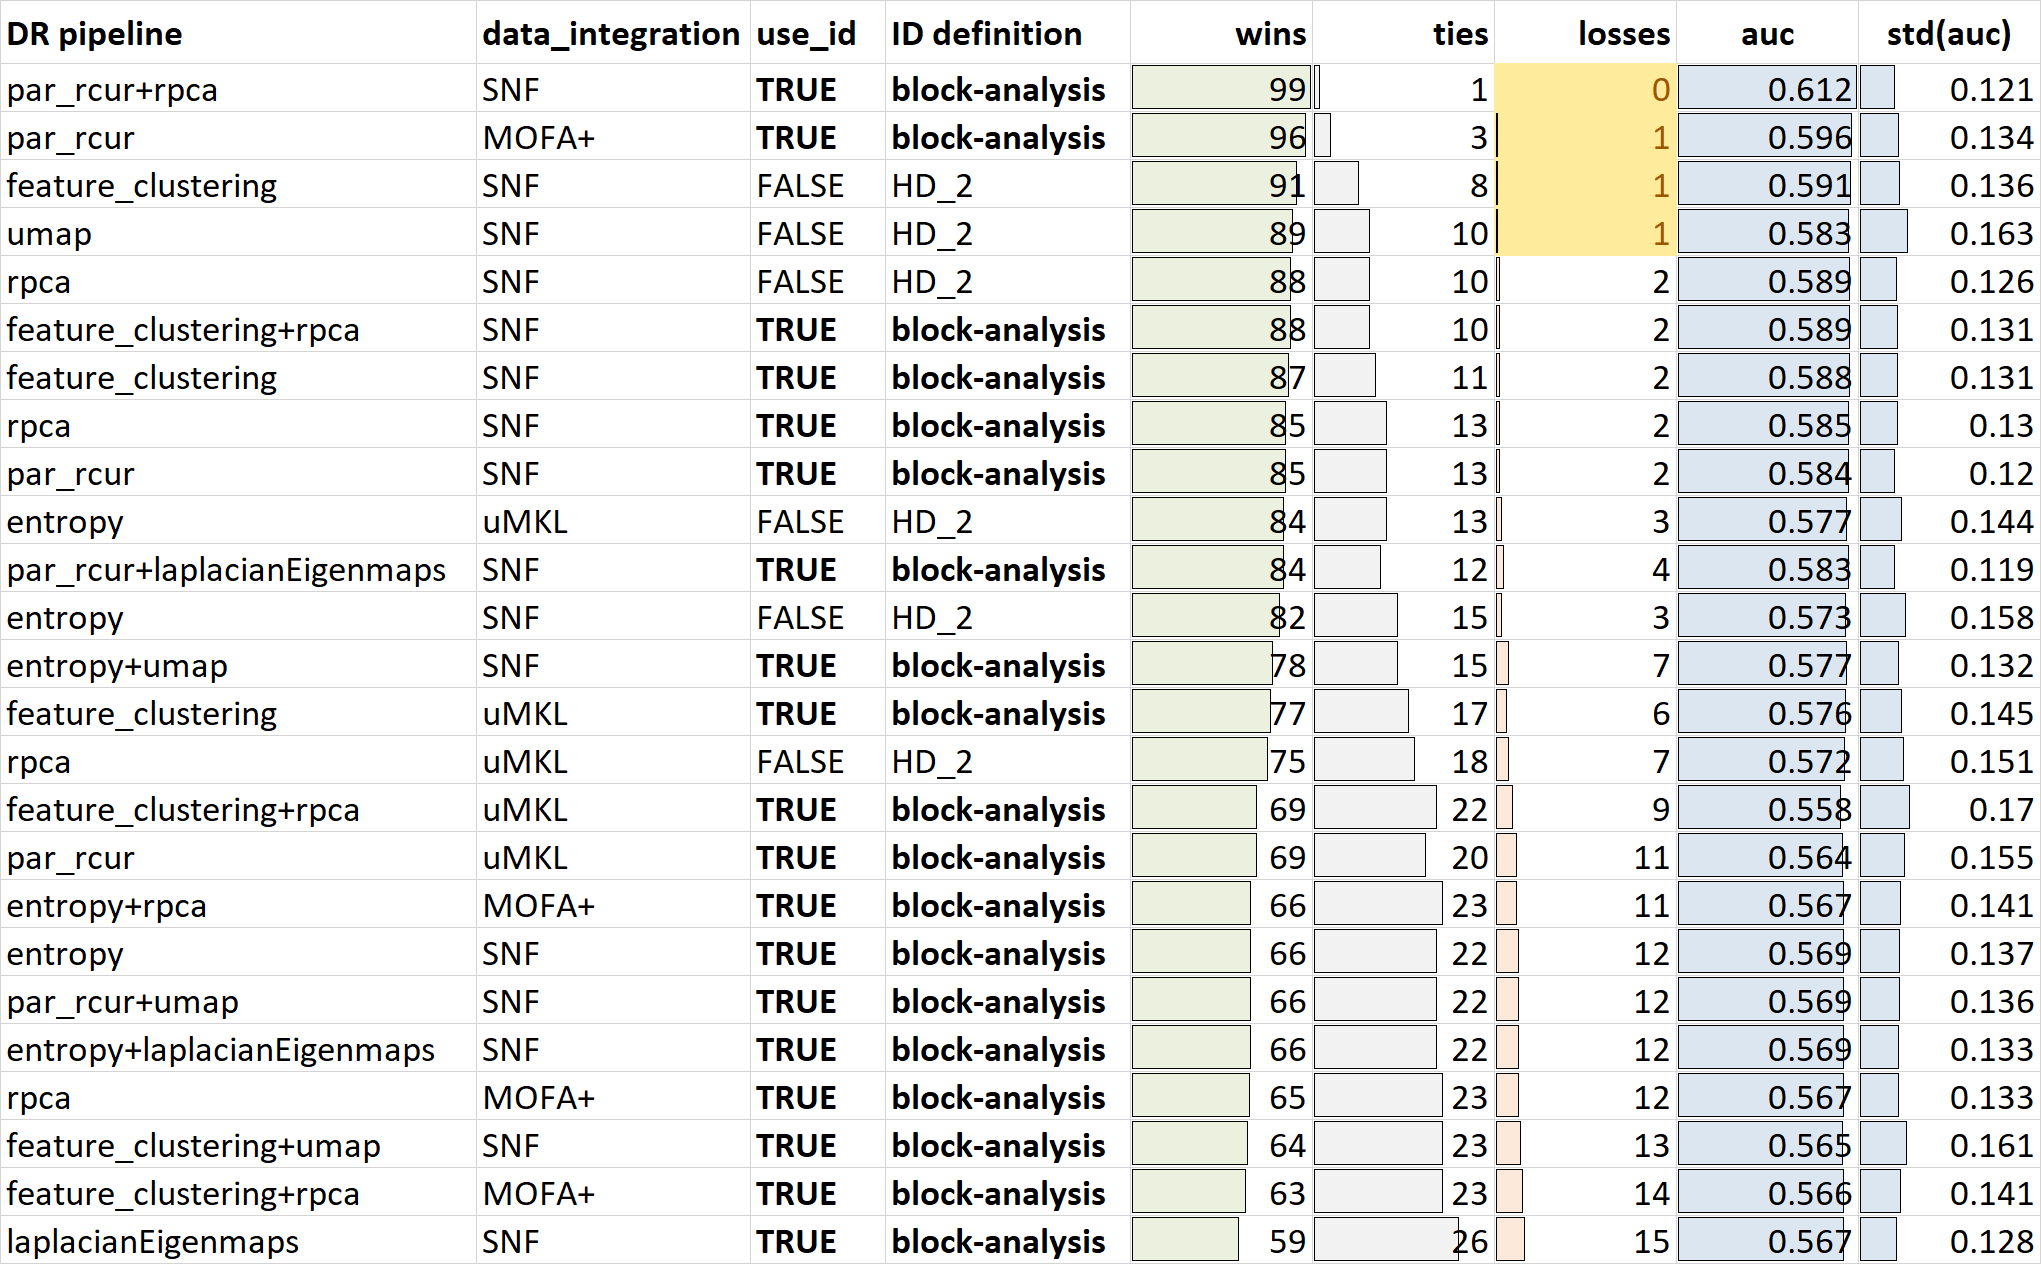 DR pipeline data_integration use_id ID definition wins ties losses auc std(auc)
par_rcur+rpca SNF TRUE block-analysis 99 1 0 0.612 0.121
par_rcur MOFA+ TRUE block-analysis 96 3 1 0.596 0.134
feature_clustering SNF FALSE HD_2 91 8 1 0.591 0.136
umap SNF FALSE HD_2 89 10 1 0.583 0.163
rpca SNF FALSE HD_2 88 10 2 0.589 0.126
feature_clustering+rpca SNF TRUE block-analysis 88 10 2 0.589 0.131
feature_clustering SNF TRUE block-analysis 87 11 2 0.588 0.131
rpca SNF TRUE block-analysis 85 13 2 0.585 0.13
par_rcur SNF TRUE block-analysis 85 13 2 0.584 0.12
entropy uMKL FALSE HD_2 84 13 3 0.577 0.144
par_rcur+laplacianEigenmaps SNF TRUE block-analysis 84 12 4 0.583 0.119
entropy SNF FALSE HD_2 82 15 3 0.573 0.158
entropy+umap SNF TRUE block-analysis 78 15 7 0.577 0.132
feature_clustering uMKL TRUE block-analysis 77 17 6 0.576 0.145
rpca uMKL FALSE HD_2 75 18 7 0.572 0.151
feature_clustering+rpca uMKL TRUE block-analysis 69 22 9 0.558 0.17
par_rcur uMKL TRUE block-analysis 69 20 11 0.564 0.155
entropy+rpca MOFA+ TRUE block-analysis 66 23 11 0.567 0.141
entropy SNF TRUE block-analysis 66 22 12 0.569 0.137
par_rcur+umap SNF TRUE block-analysis 66 22 12 0.569 0.136
entropy+laplacianEigenmaps SNF TRUE block-analysis 66 22 12 0.569 0.133
rpca MOFA+ TRUE block-analysis 65 23 12 0.567 0.133
feature_clustering+umap SNF TRUE block-analysis 64 23 13 0.565 0.161
feature_clustering+rpca MOFA+ TRUE block-analysis 63 23 14 0.566 0.141
laplacianEigenmaps SNF TRUE block-analysis 59 26 15 0.567 0.128